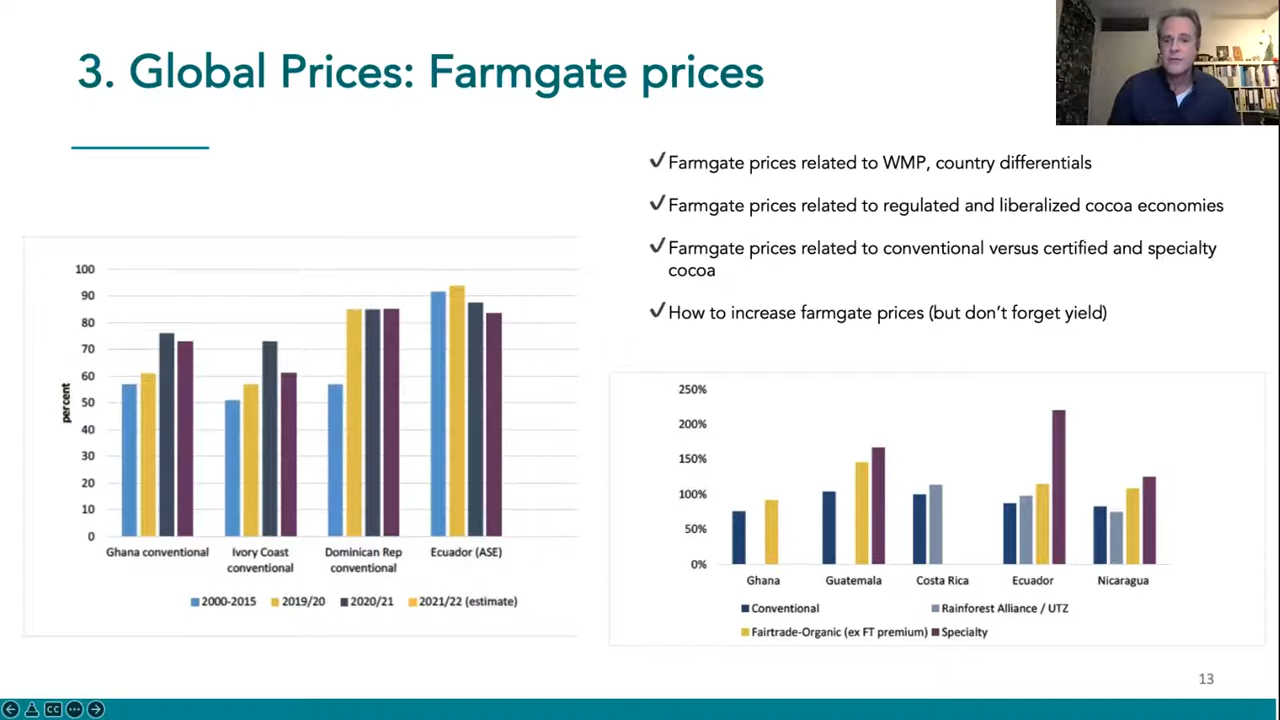 3. Global Prices: Farmgate prices
✔Farmgate prices related to WMP, country differentials
✔Farmgate prices related to regulated and liberalized cocoa economies
✔Farmgate prices related to conventional versus certified and specialty
cocoa
✔How to increase farmgate prices (but don't forget yield)
percent
100
90
80
70
60
50
40
30
20
10
0
Ghana conventional
Ivory Coast
conventional
Dominican Rep
conventional
Ecuador (ASE)
2000-2015 2019/20 2020/21 2021/22 (estimate)
250%
200%
150%
100%
50%
0%
Ghana Guatemala Costa Rica Ecuador Nicaragua
Conventional Rainforest Alliance / UTZ
Fairtrade-Organic (ex FT premium) Specialty
13
CC